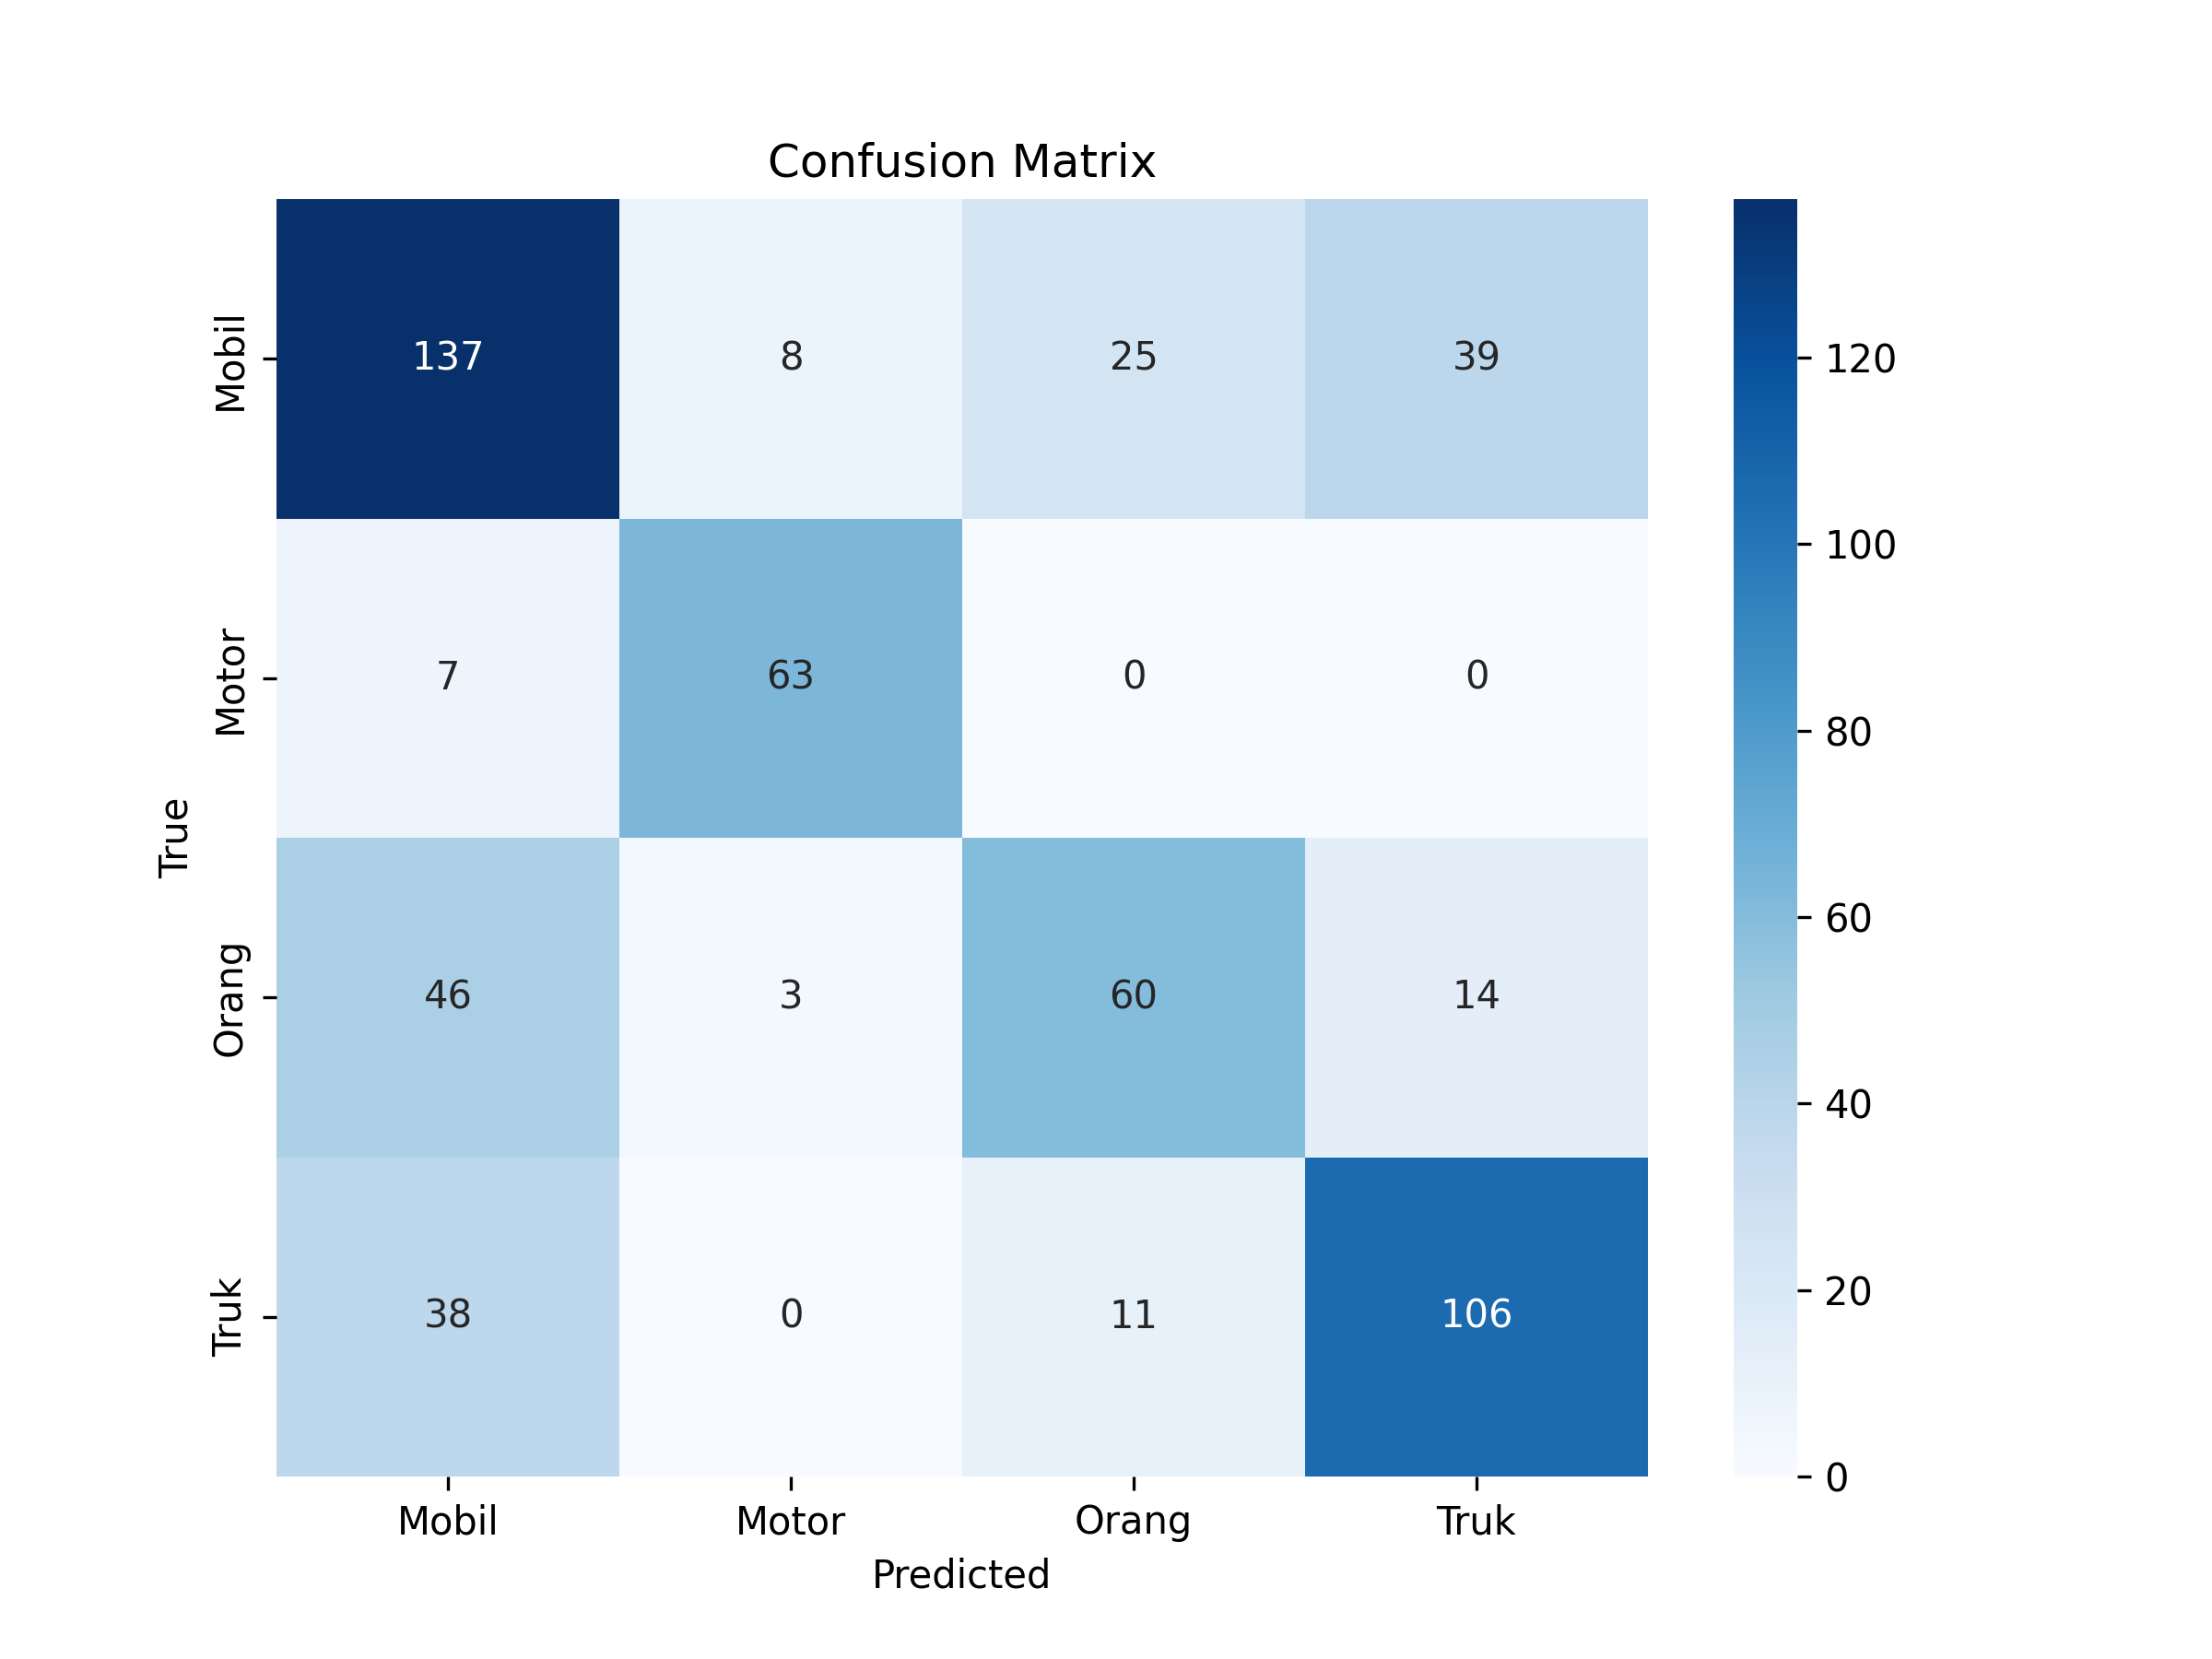 Confusion Matrix
Mobil 137 8 25 39
Motor 7 63 0 0
Orang 46 3 60 14
Truk 38 0 11 106
True
Mobil Motor Orang Truk
Predicted
120
100
80
60
40
20
0